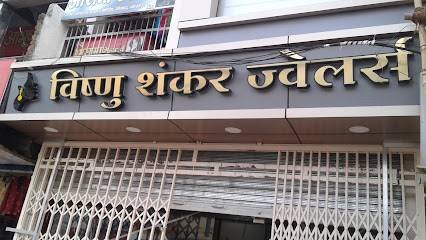 विष्णु शंकर ज्वेलर्स